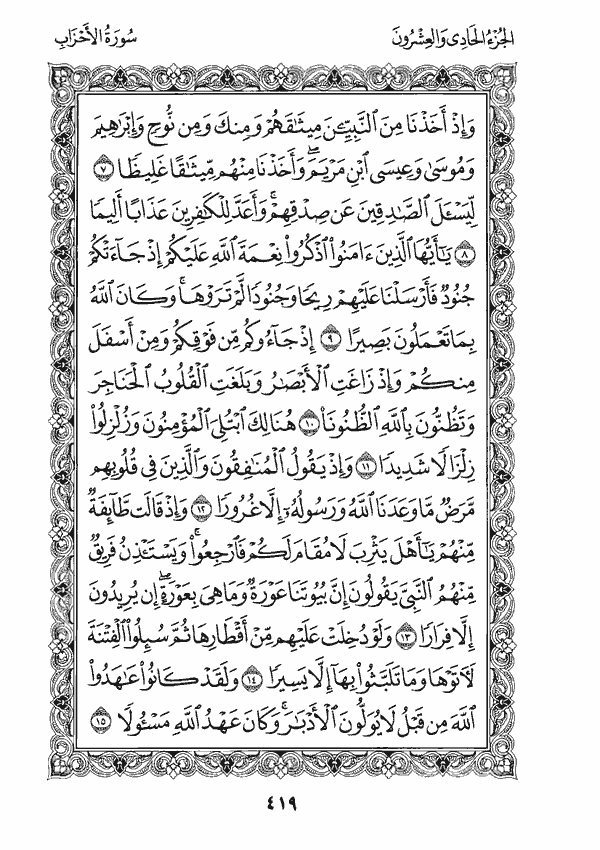 الجزء الحادي والعشرون
سورة الأحزاب
وَإِذْ أَخَذْنَا مِنَ ٱلنَّبِيِّـۧنَ مِيثَٰقَهُمْ وَمِنكَ وَمِن نُّوحٍ وَإِبْرَٰهِيمَ
وَمُوسَىٰ وَعِيسَى ٱبْنِ مَرْيَمَ ۖ وَأَخَذْنَا مِنْهُم مِّيثَٰقًا غَلِيظًا ٧
لِّيَسْـَٔلَ ٱلصَّٰدِقِينَ عَن صِدْقِهِمْ ۚ وَأَعَدَّ لِلْكَٰفِرِينَ عَذَابًا أَلِيمًا
٨ يَٰٓأَيُّهَا ٱلَّذِينَ ءَامَنُوا۟ ٱذْكُرُوا۟ نِعْمَةَ ٱللَّهِ عَلَيْكُمْ إِذْ جَآءَتْكُمْ
جُنُودٌ فَأَرْسَلْنَا عَلَيْهِمْ رِيحًا وَجُنُودًا لَّمْ تَرَوْهَا ۚ وَكَانَ ٱللَّهُ
بِمَا تَعْمَلُونَ بَصِيرًا ٩ إِذْ جَآءُوكُم مِّن فَوْقِكُمْ وَمِنْ أَسْفَلَ
مِنكُمْ وَإِذْ زَاغَتِ ٱلْأَبْصَٰرُ وَبَلَغَتِ ٱلْقُلُوبُ ٱلْحَنَاجِرَ
وَتَظُنُّونَ بِٱللَّهِ ٱلظُّنُونَا۠ ١٠ هُنَالِكَ ٱبْتُلِىَ ٱلْمُؤْمِنُونَ وَزُلْزِلُوا۟
زِلْزَالًا شَدِيدًا ١١ وَإِذْ يَقُولُ ٱلْمُنَٰفِقُونَ وَٱلَّذِينَ فِى قُلُوبِهِم
مَّرَضٌ مَّا وَعَدَنَا ٱللَّهُ وَرَسُولُهُۥٓ إِلَّا غُرُورًا ١٢ وَإِذْ قَالَت طَّآئِفَةٌ
مِّنْهُمْ يَٰٓأَهْلَ يَثْرِبَ لَا مُقَامَ لَكُمْ فَٱرْجِعُوا۟ ۚ وَيَسْتَـْٔذِنُ فَرِيقٌ
مِّنْهُمُ ٱلنَّبِىَّ يَقُولُونَ إِنَّ بُيُوتَنَا عَوْرَةٌ وَمَا هِىَ بِعَوْرَةٍ ۖ إِن يُرِيدُونَ
إِلَّا فِرَارًا ١٣ وَلَوْ دُخِلَتْ عَلَيْهِم مِّنْ أَقْطَارِهَا ثُمَّ سُئِلُوا۟ ٱلْفِتْنَةَ
لَـَٔاتَوْهَا وَمَا تَلَبَّثُوا۟ بِهَآ إِلَّا يَسِيرًا ١٤ وَلَقَدْ كَانُوا۟ عَٰهَدُوا۟
ٱللَّهَ مِن قَبْلُ لَا يُوَلُّونَ ٱلْأَدْبَٰرَ ۚ وَكَانَ عَهْدُ ٱللَّهِ مَسْـُٔولًا ١٥
٤١٩